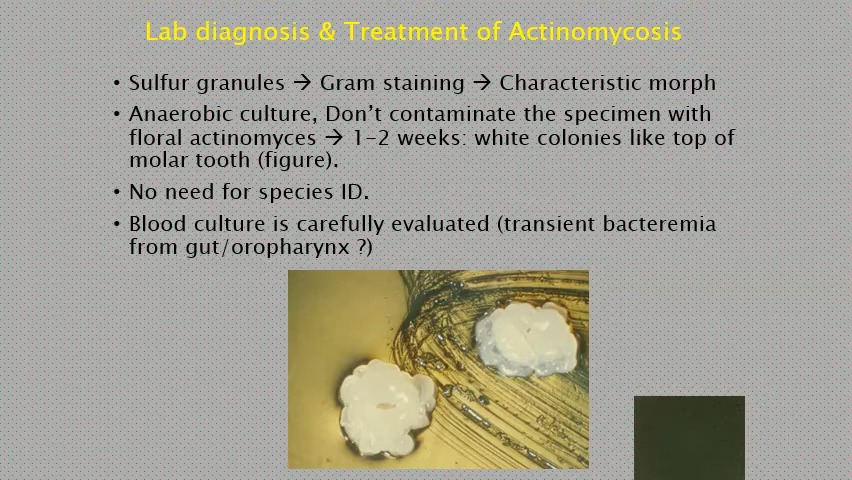 Lab diagnosis & Treatment of Actinomycosis
• Sulfur granules → Gram staining → Characteristic morph
• Anaerobic culture, Don't contaminate the specimen with
floral actinomyces → 1-2 weeks: white colonies like top of
molar tooth (figure).
• No need for species ID.
• Blood culture is carefully evaluated (transient bacteremia
from gut/oropharynx ?)